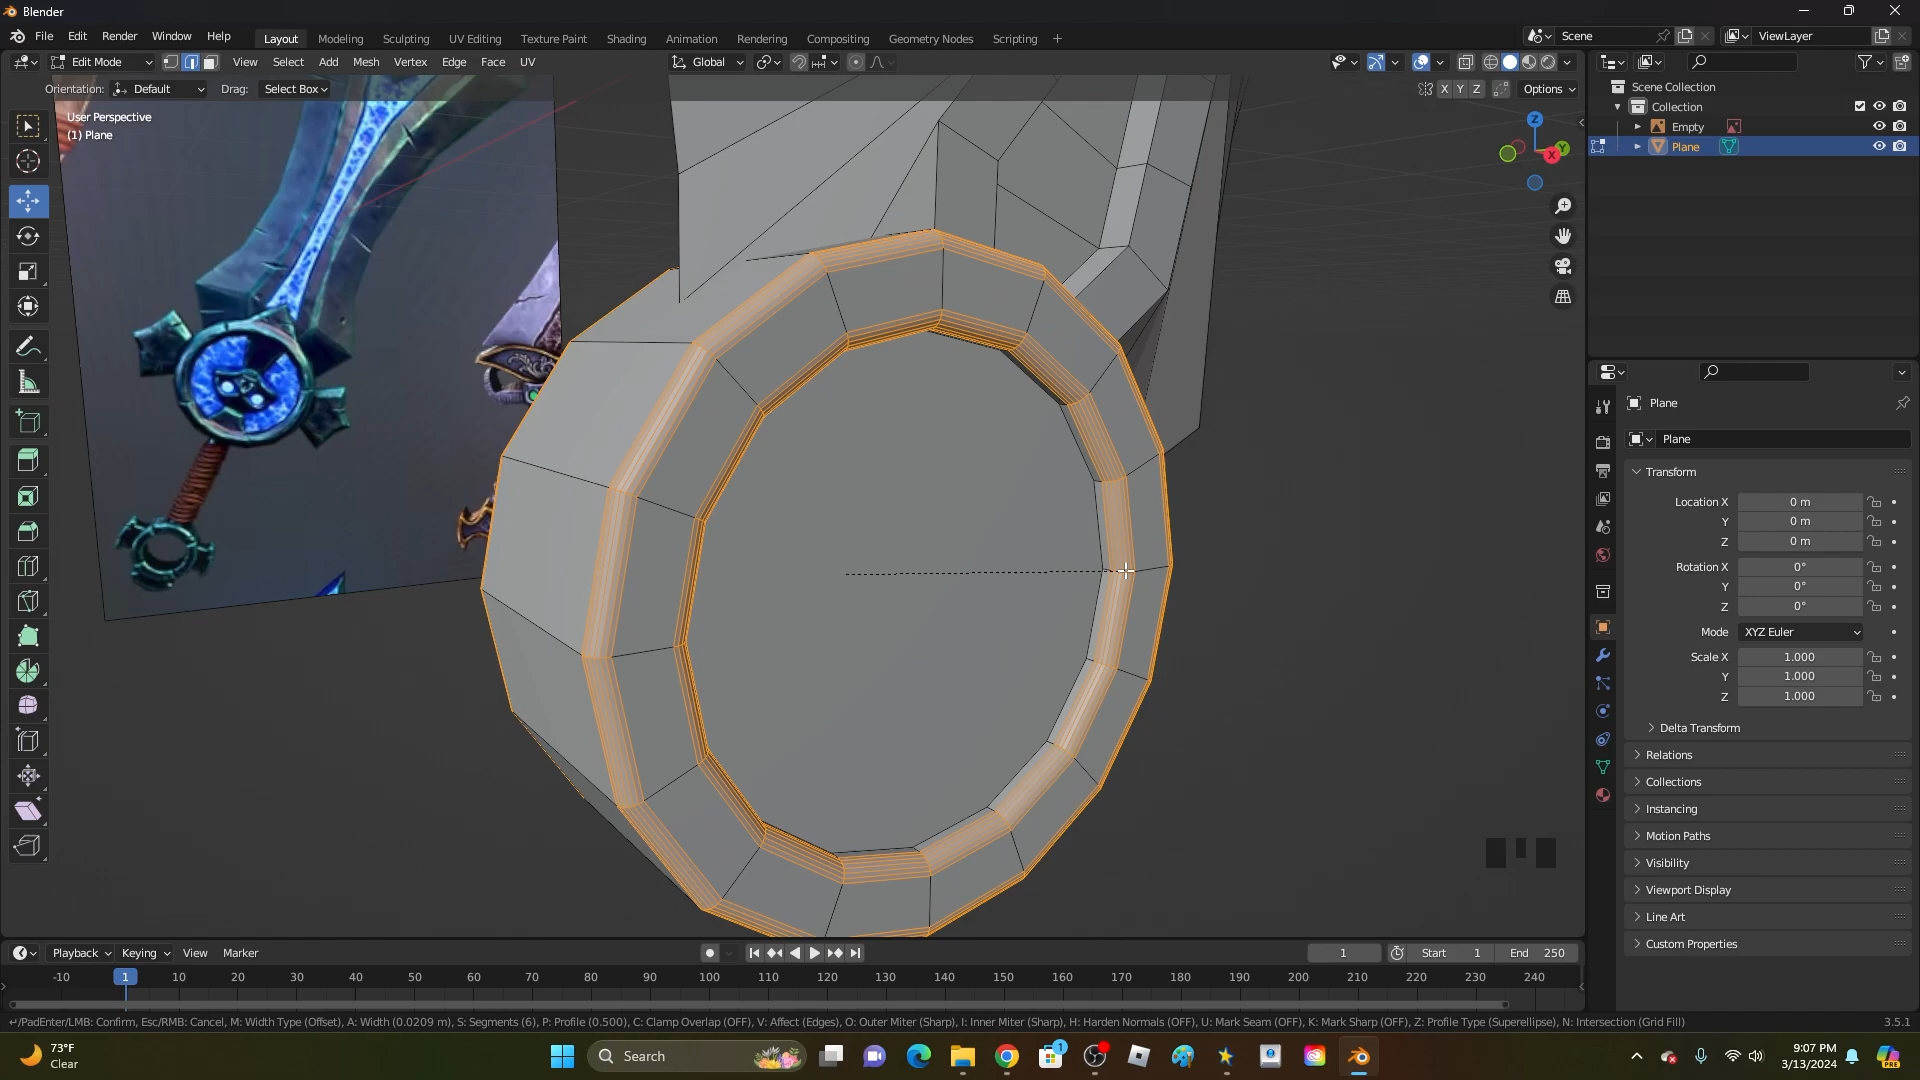 Blender
File Edit Render Window Help
Layout Modeling Sculpting UV Editing Texture Paint Shading Animation Rendering Compositing Geometry Nodes Scripting +
Scene
ViewLayer
Edit Mode View Select Add Mesh Vertex Edge Face UV
Global
Orientation: Default Drag: Select Box
X Y Z Options
User Perspective
(1) Plane
Z
Y
X
Scene Collection
Collection
Empty
Plane
Plane
Plane
Transform
Location X 0 m
Y 0 m
Z 0 m
Rotation X 0°
Y 0°
Z 0°
Mode XYZ Euler
Scale X 1.000
Y 1.000
Z 1.000
Delta Transform
Relations
Collections
Instancing
Motion Paths
Visibility
Viewport Display
Line Art
Custom Properties
Playback Keying View Marker
1 Start 1 End 250
-10 1 10 20 30 40 50 60 70 80 90 100 110 120 130 140 150 160 170 180 190 200 210 220 230 240
↵/PadEnter/LMB: Confirm, Esc/RMB: Cancel, M: Width Type (Offset), A: Width (0.0209 m), S: Segments (6), P: Profile (0.500), C: Clamp Overlap (OFF), V: Affect (Edges), O: Outer Miter (Sharp), I: Inner Miter (Sharp), H: Harden Normals (OFF), U: Mark Seam (OFF), K: Mark Sharp (OFF), Z: Profile Type (Superellipse), N: Intersection (Grid Fill)
3.5.1
73°F
Clear
Search
1
9:07 PM
3/13/2024
PRE